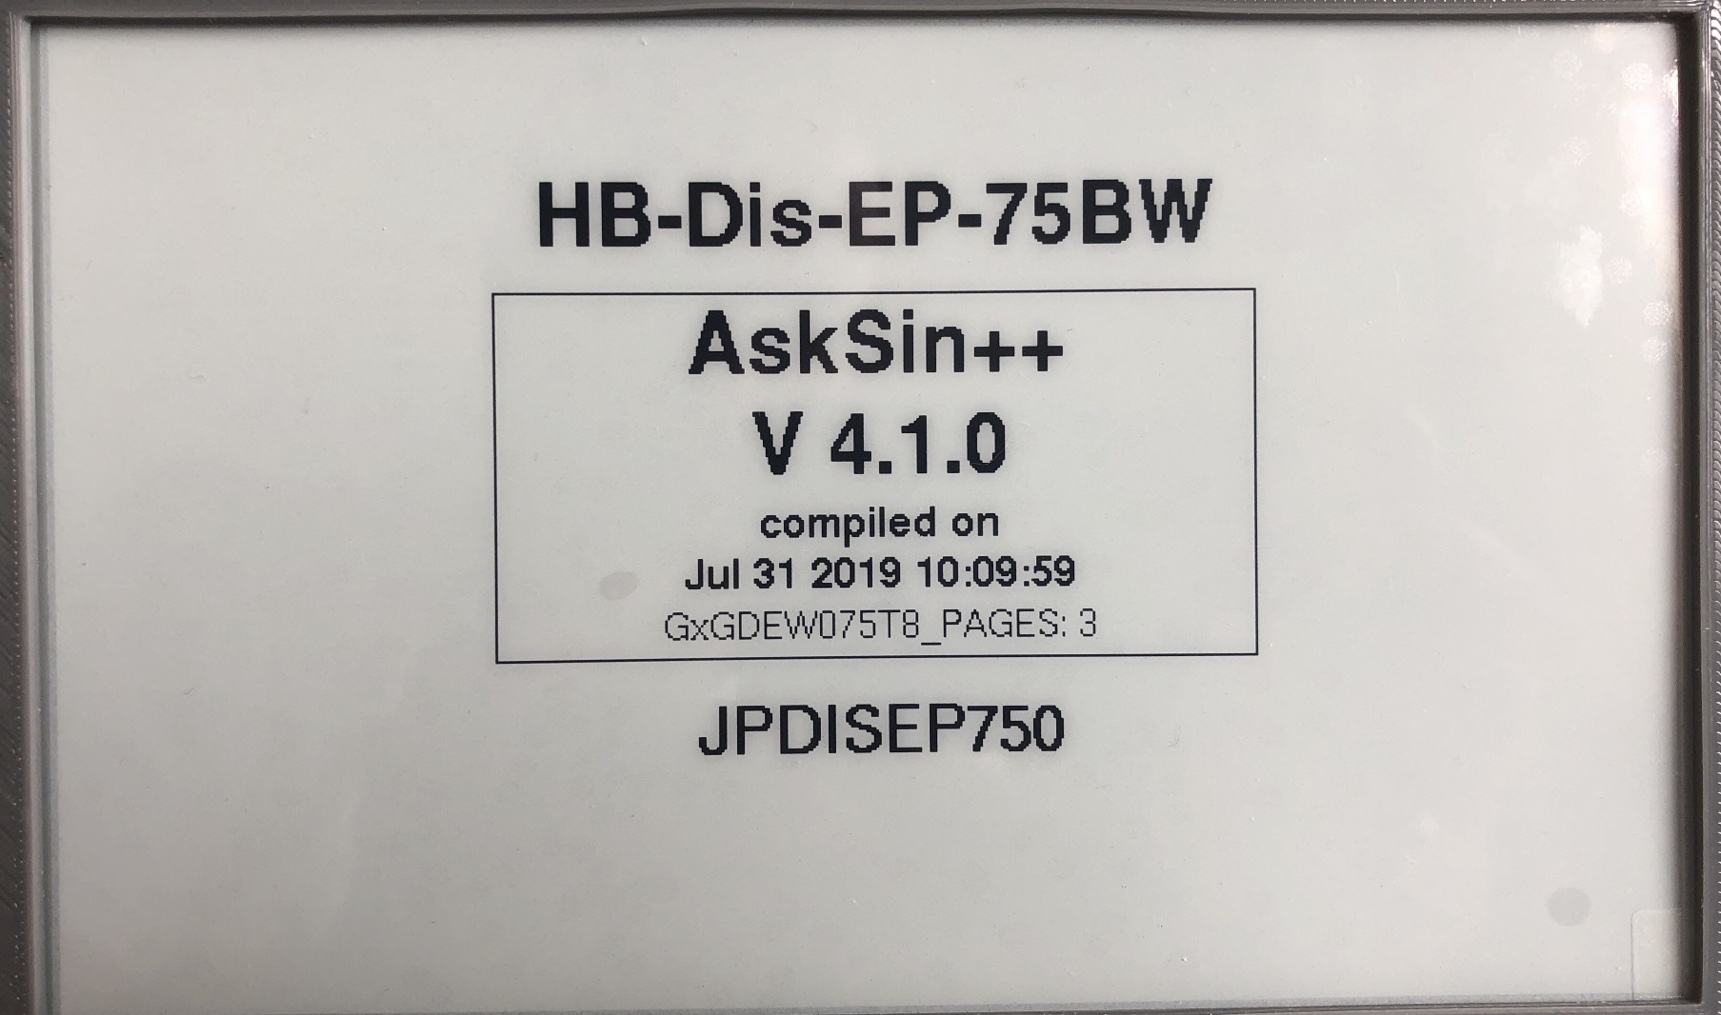 HB-Dis-EP-75BW
AskSin++
V 4.1.0
compiled on
Jul 31 2019 10:09:59
GxGDEW075T8_PAGES: 3
JPDISEP750